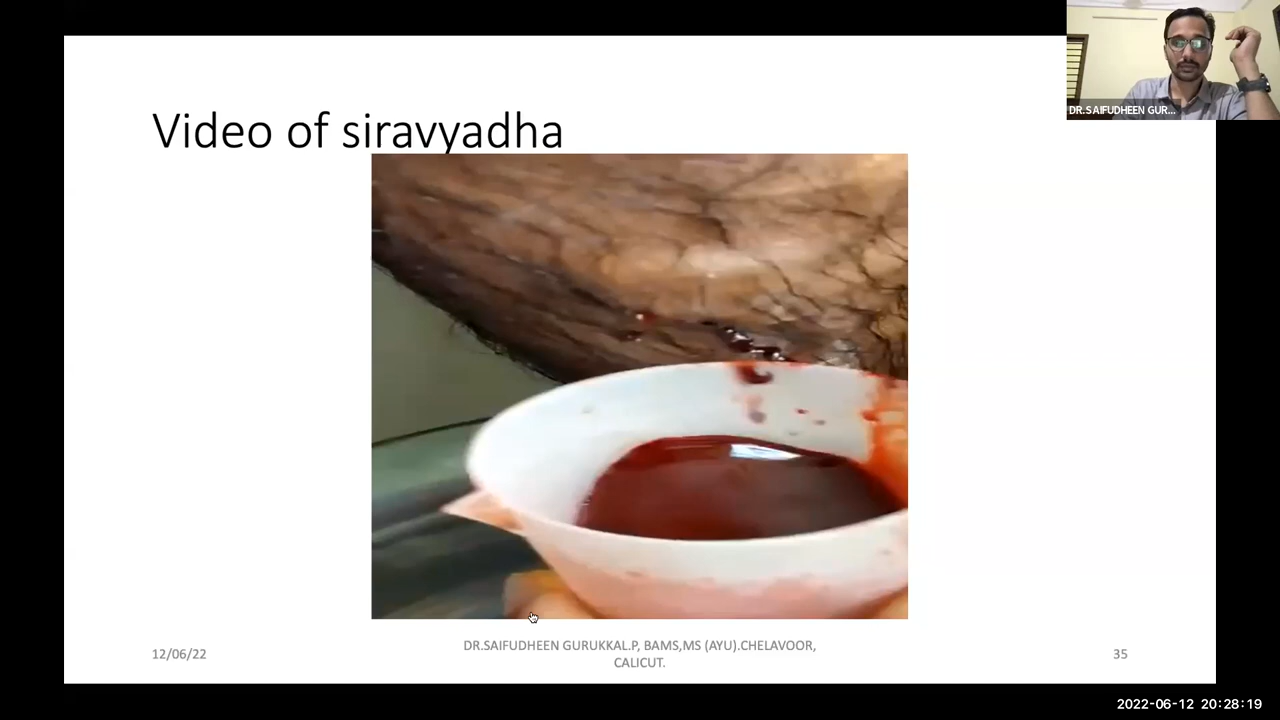 DR.SAIFUDHEEN GUR...
Video of siravyadha
12/06/22
DR.SAIFUDHEEN GURUKKAL.P, BAMS,MS (AYU).CHELAVOOR,
CALICUT.
35
2022-06-12 20:28:19